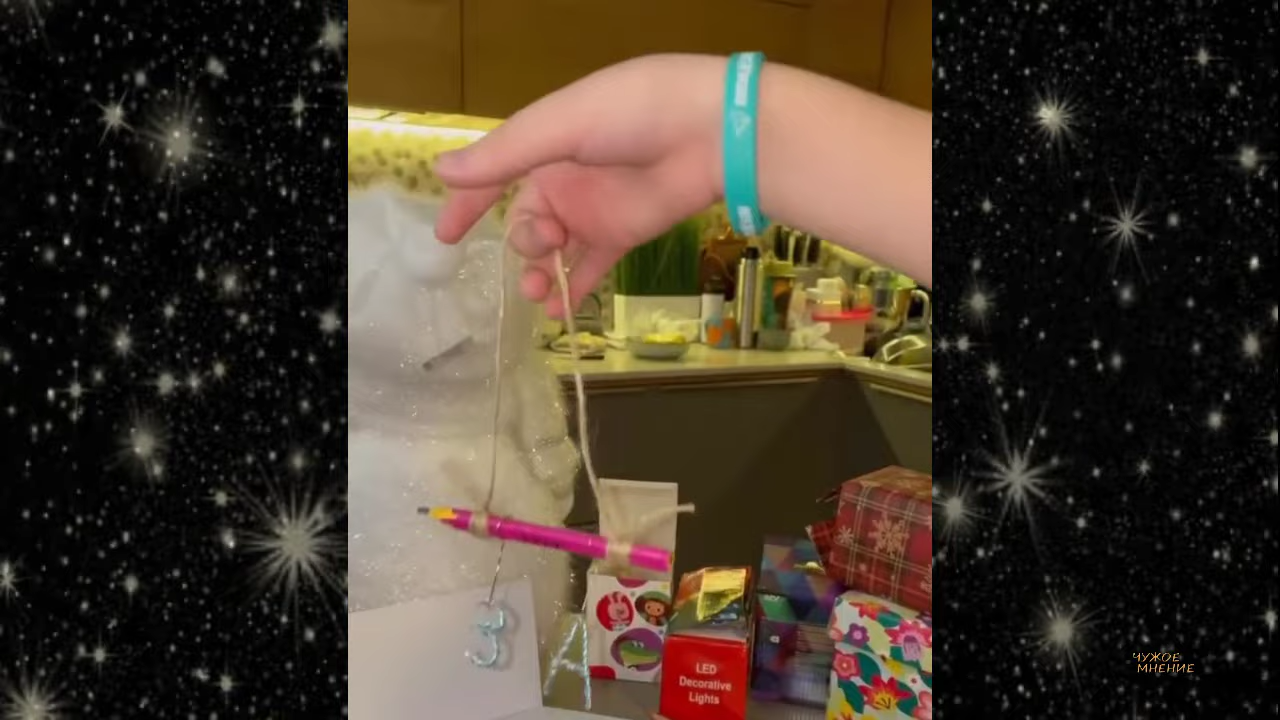 З
А
LED
Decorative
Lights
ЧУЖОЕ
МНЕНИЕ